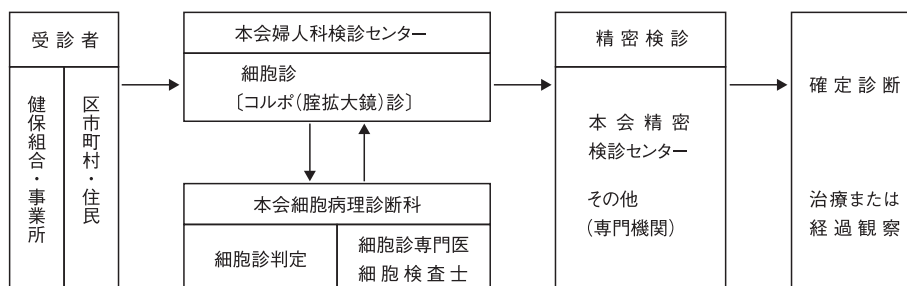 受診者
健保組合・事業所
区市町村・住民
本会婦人科検診センター
細胞診
〔コルポ(腟拡大鏡)診〕
本会細胞病理診断科
細胞診判定
細胞診専門医
細胞検査士
精密検診
本会精密
検診センター
その他
(専門機関)
確定診断
治療または
経過観察